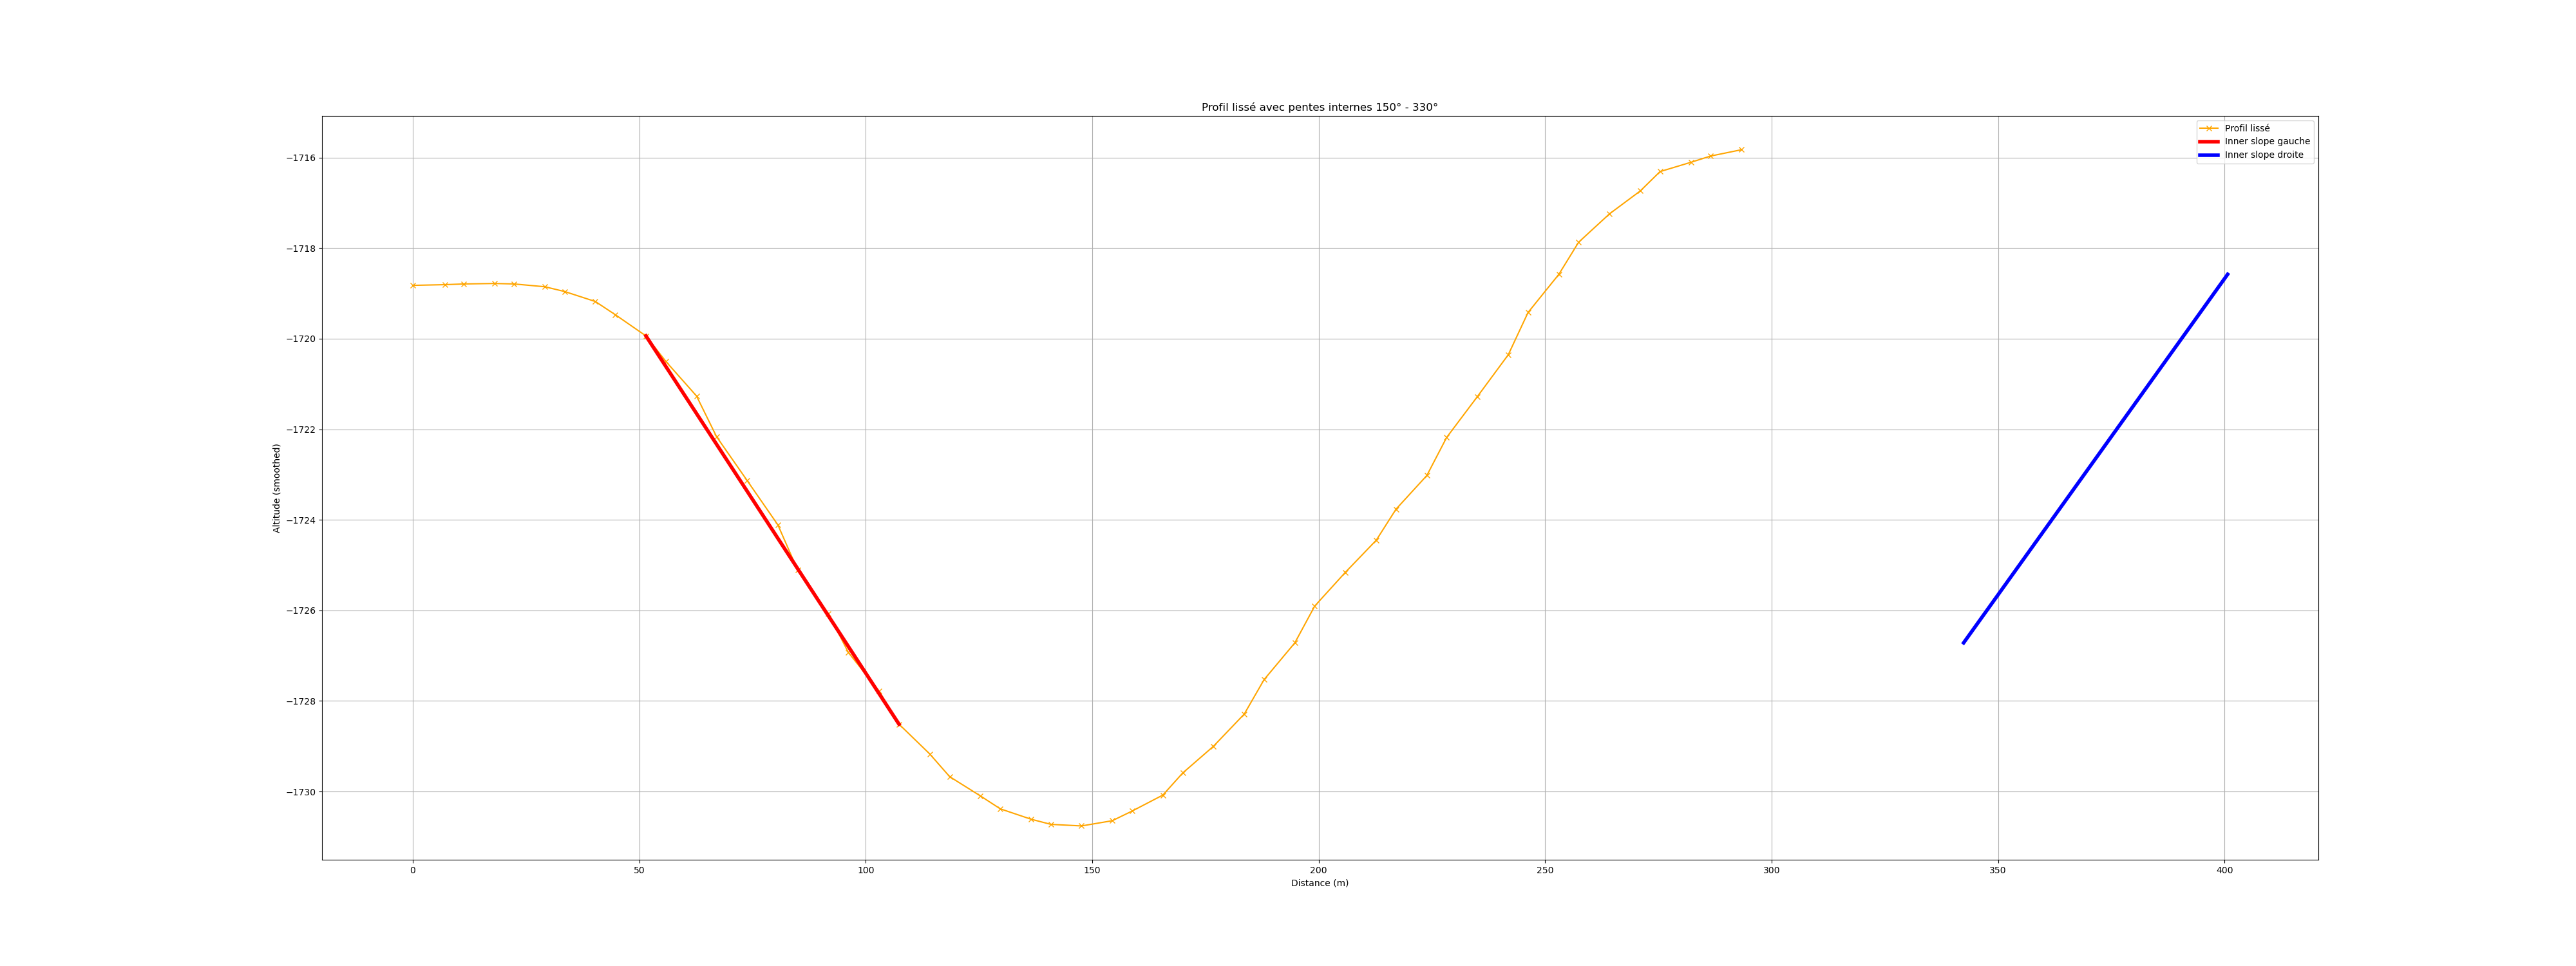 Profil lissé avec pentes internes 150° - 330°
Profil lissé
Inner slope gauche
Inner slope droite
Altitude (smoothed)
−1716
−1718
−1720
−1722
−1724
−1726
−1728
−1730
0 50 100 150 200 250 300 350 400
Distance (m)